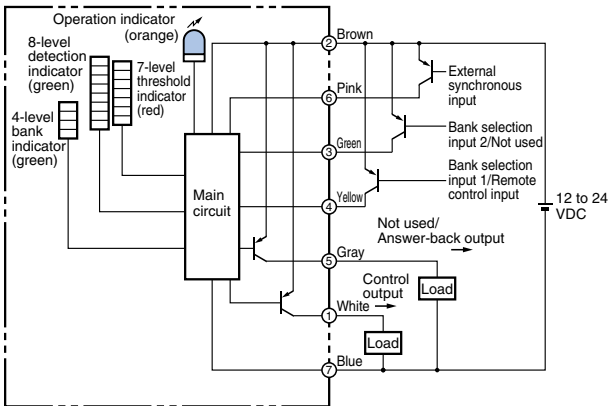 Operation indicator
(orange)
8-level
detection
indicator
(green)
7-level
threshold
indicator
(red)
4-level
bank
indicator
(green)
Main
circuit
2 Brown
6 Pink
3 Green
4 Yellow
5 Gray
1 White
7 Blue
External
synchronous
input
Bank selection
input 2/Not used
Bank selection
input 1/Remote
control input
12 to 24
VDC
Not used/
Answer-back output
Control
output
Load
Load